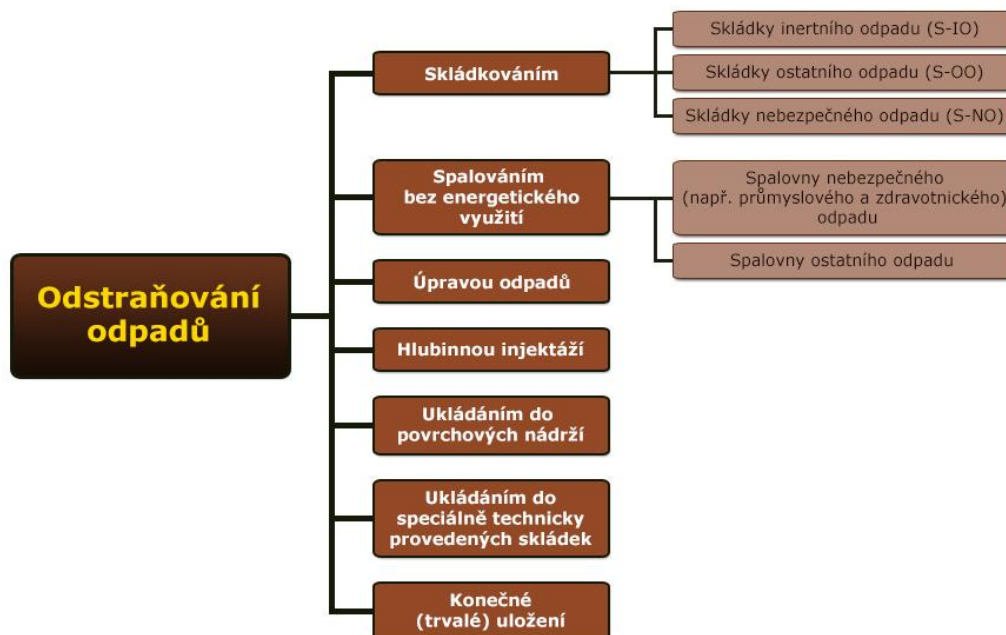 Odstraňování
odpadů
Skládkováním
Skládky inertního odpadu (S-IO)
Skládky ostatního odpadu (S-OO)
Skládky nebezpečného odpadu (S-NO)
Spalováním
bez energetického
využití
Spalovny nebezpečného
(např. průmyslového a zdravotnického)
odpadu
Spalovny ostatního odpadu
Úpravou odpadů
Hlubinnou injektáží
Ukládáním do
povrchových nádrží
Ukládáním do
speciálně technicky
provedených skládek
Konečné
(trvalé) uložení